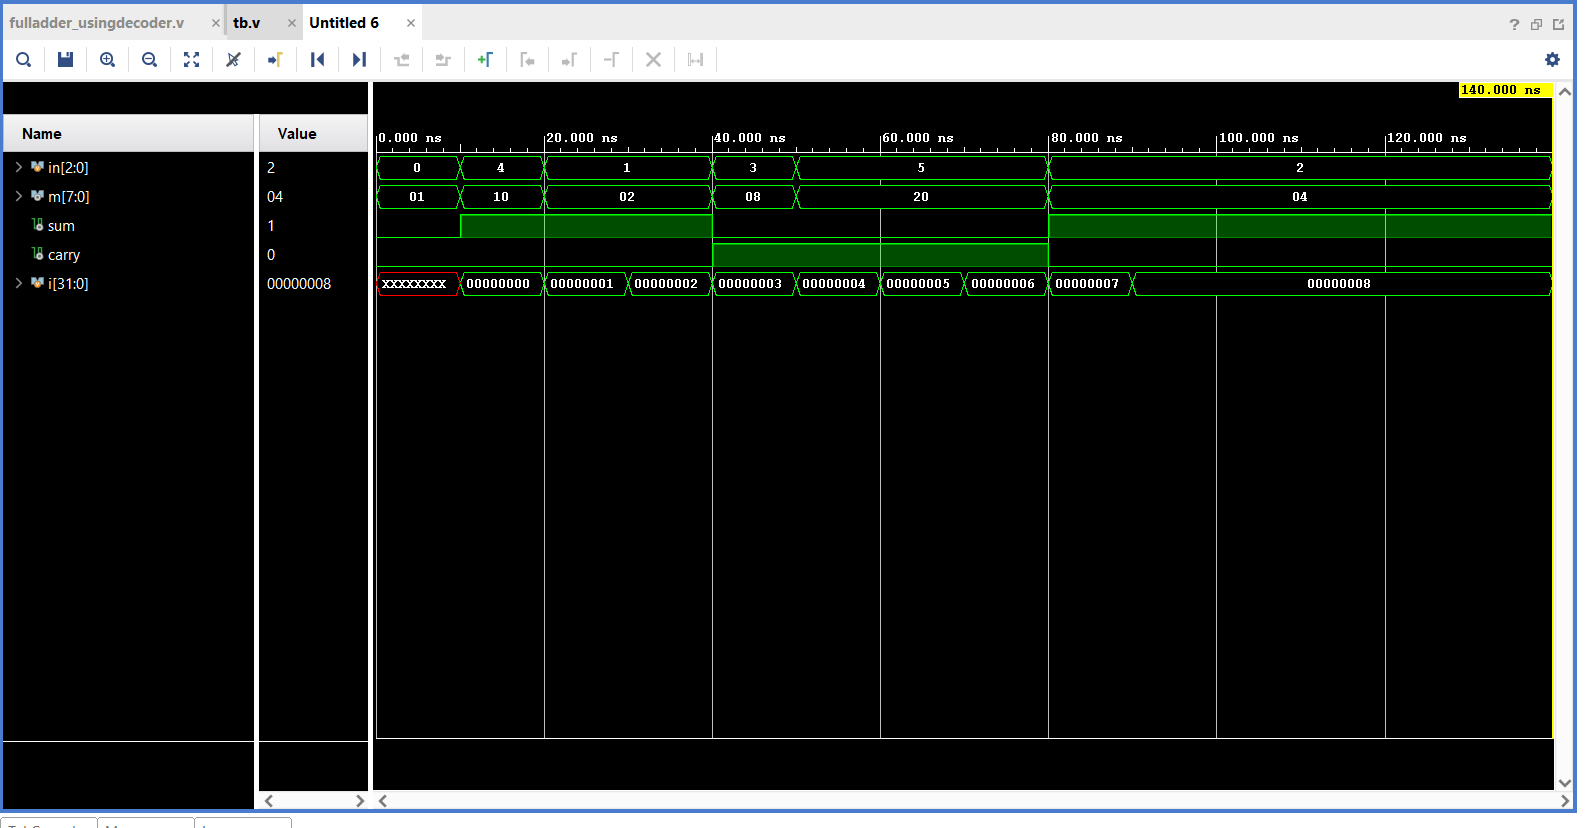 fulladder_usingdecoder.v × tb.v × Untitled 6 ×
?
140.000 ns
Name Value
0.000 ns 20.000 ns 40.000 ns 60.000 ns 80.000 ns 100.000 ns 120.000 ns
in[2:0] 2 0 4 1 3 5 2
m[7:0] 04 01 10 02 08 20 04
sum 1
carry 0
i[31:0] 00000008 XXXXXXXX 00000000 00000001 00000002 00000003 00000004 00000005 00000006 00000007 00000008